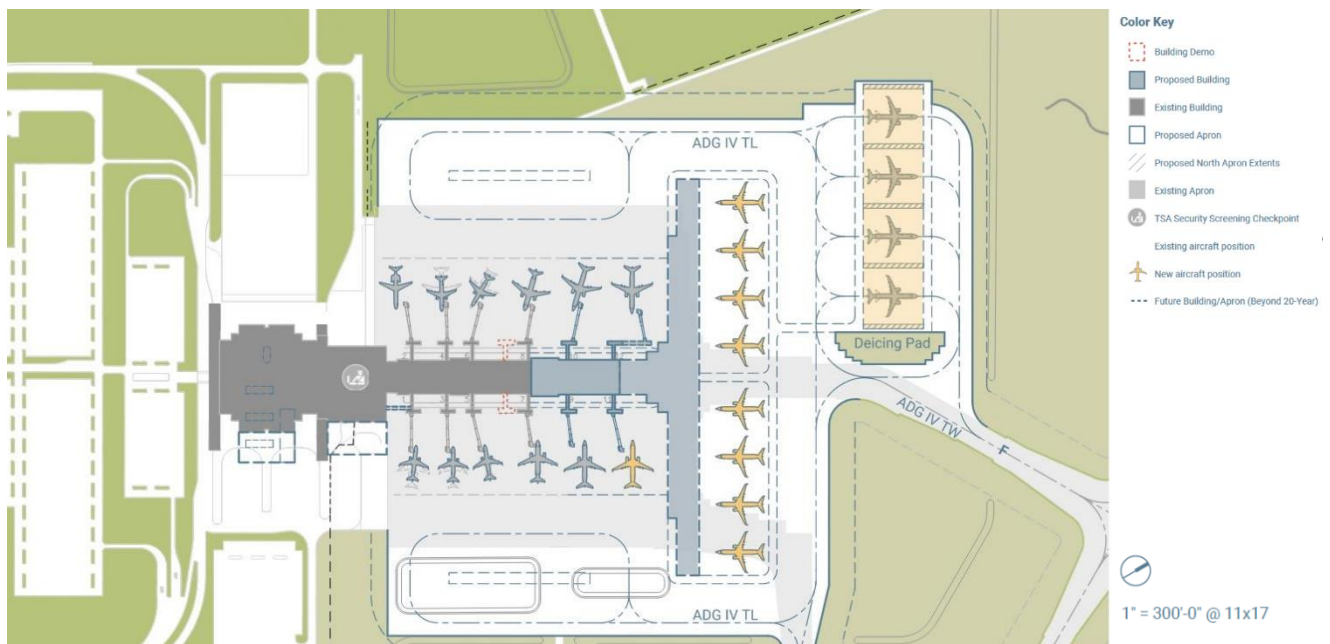 Color Key
Building Demo
Proposed Building
Existing Building
Proposed Apron
Proposed North Apron Extents
Existing Apron
TSA Security Screening Checkpoint
Existing aircraft position
New aircraft position
Future Building/Apron (Beyond 20-Year)
ADG IV TL
Deicing Pad
ADG IV TW
F
ADG IV TL
1" = 300'-0" @ 11x17